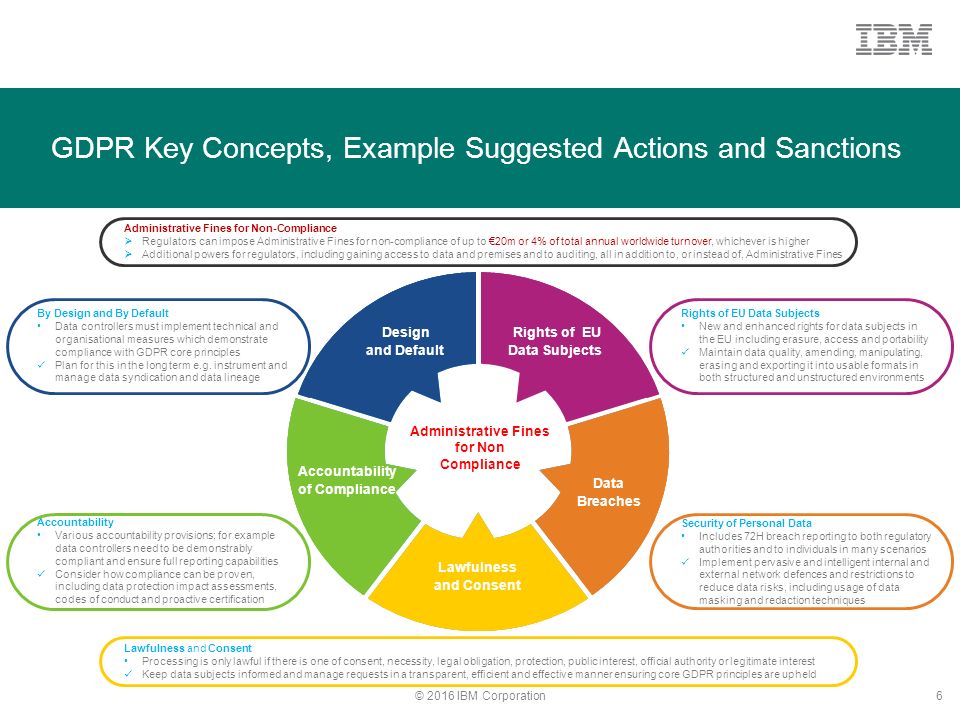 IBM
GDPR Key Concepts, Example Suggested Actions and Sanctions
Administrative Fines for Non-Compliance
➢ Regulators can impose Administrative Fines for non-compliance of up to €20m or 4% of total annual worldwide turnover, whichever is higher
➢ Additional powers for regulators, including gaining access to data and premises and to auditing, all in addition to, or instead of, Administrative Fines
By Design and By Default
▪ Data controllers must implement technical and
organisational measures which demonstrate
compliance with GDPR core principles
✓ Plan for this in the long term e.g. instrument and
manage data syndication and data lineage
Design
and Default
Rights of EU
Data Subjects
Rights of EU Data Subjects
▪ New and enhanced rights for data subjects in
the EU including erasure, access and portability
✓ Maintain data quality, amending, manipulating,
erasing and exporting it into usable formats in
both structured and unstructured environments
Administrative Fines
for Non
Compliance
Accountability
of Compliance
Data
Breaches
Accountability
▪ Various accountability provisions; for example
data controllers need to be demonstrably
compliant and ensure full reporting capabilities
✓ Consider how compliance can be proven,
including data protection impact assessments,
codes of conduct and proactive certification
Lawfulness
and Consent
Security of Personal Data
▪ Includes 72H breach reporting to both regulatory
authorities and to individuals in many scenarios
✓ Implement pervasive and intelligent internal and
external network defences and restrictions to
reduce data risks, including usage of data
masking and redaction techniques
Lawfulness and Consent
▪ Processing is only lawful if there is one of consent, necessity, legal obligation, protection, public interest, official authority or legitimate interest
✓ Keep data subjects informed and manage requests in a transparent, efficient and effective manner ensuring core GDPR principles are upheld
© 2016 IBM Corporation
6